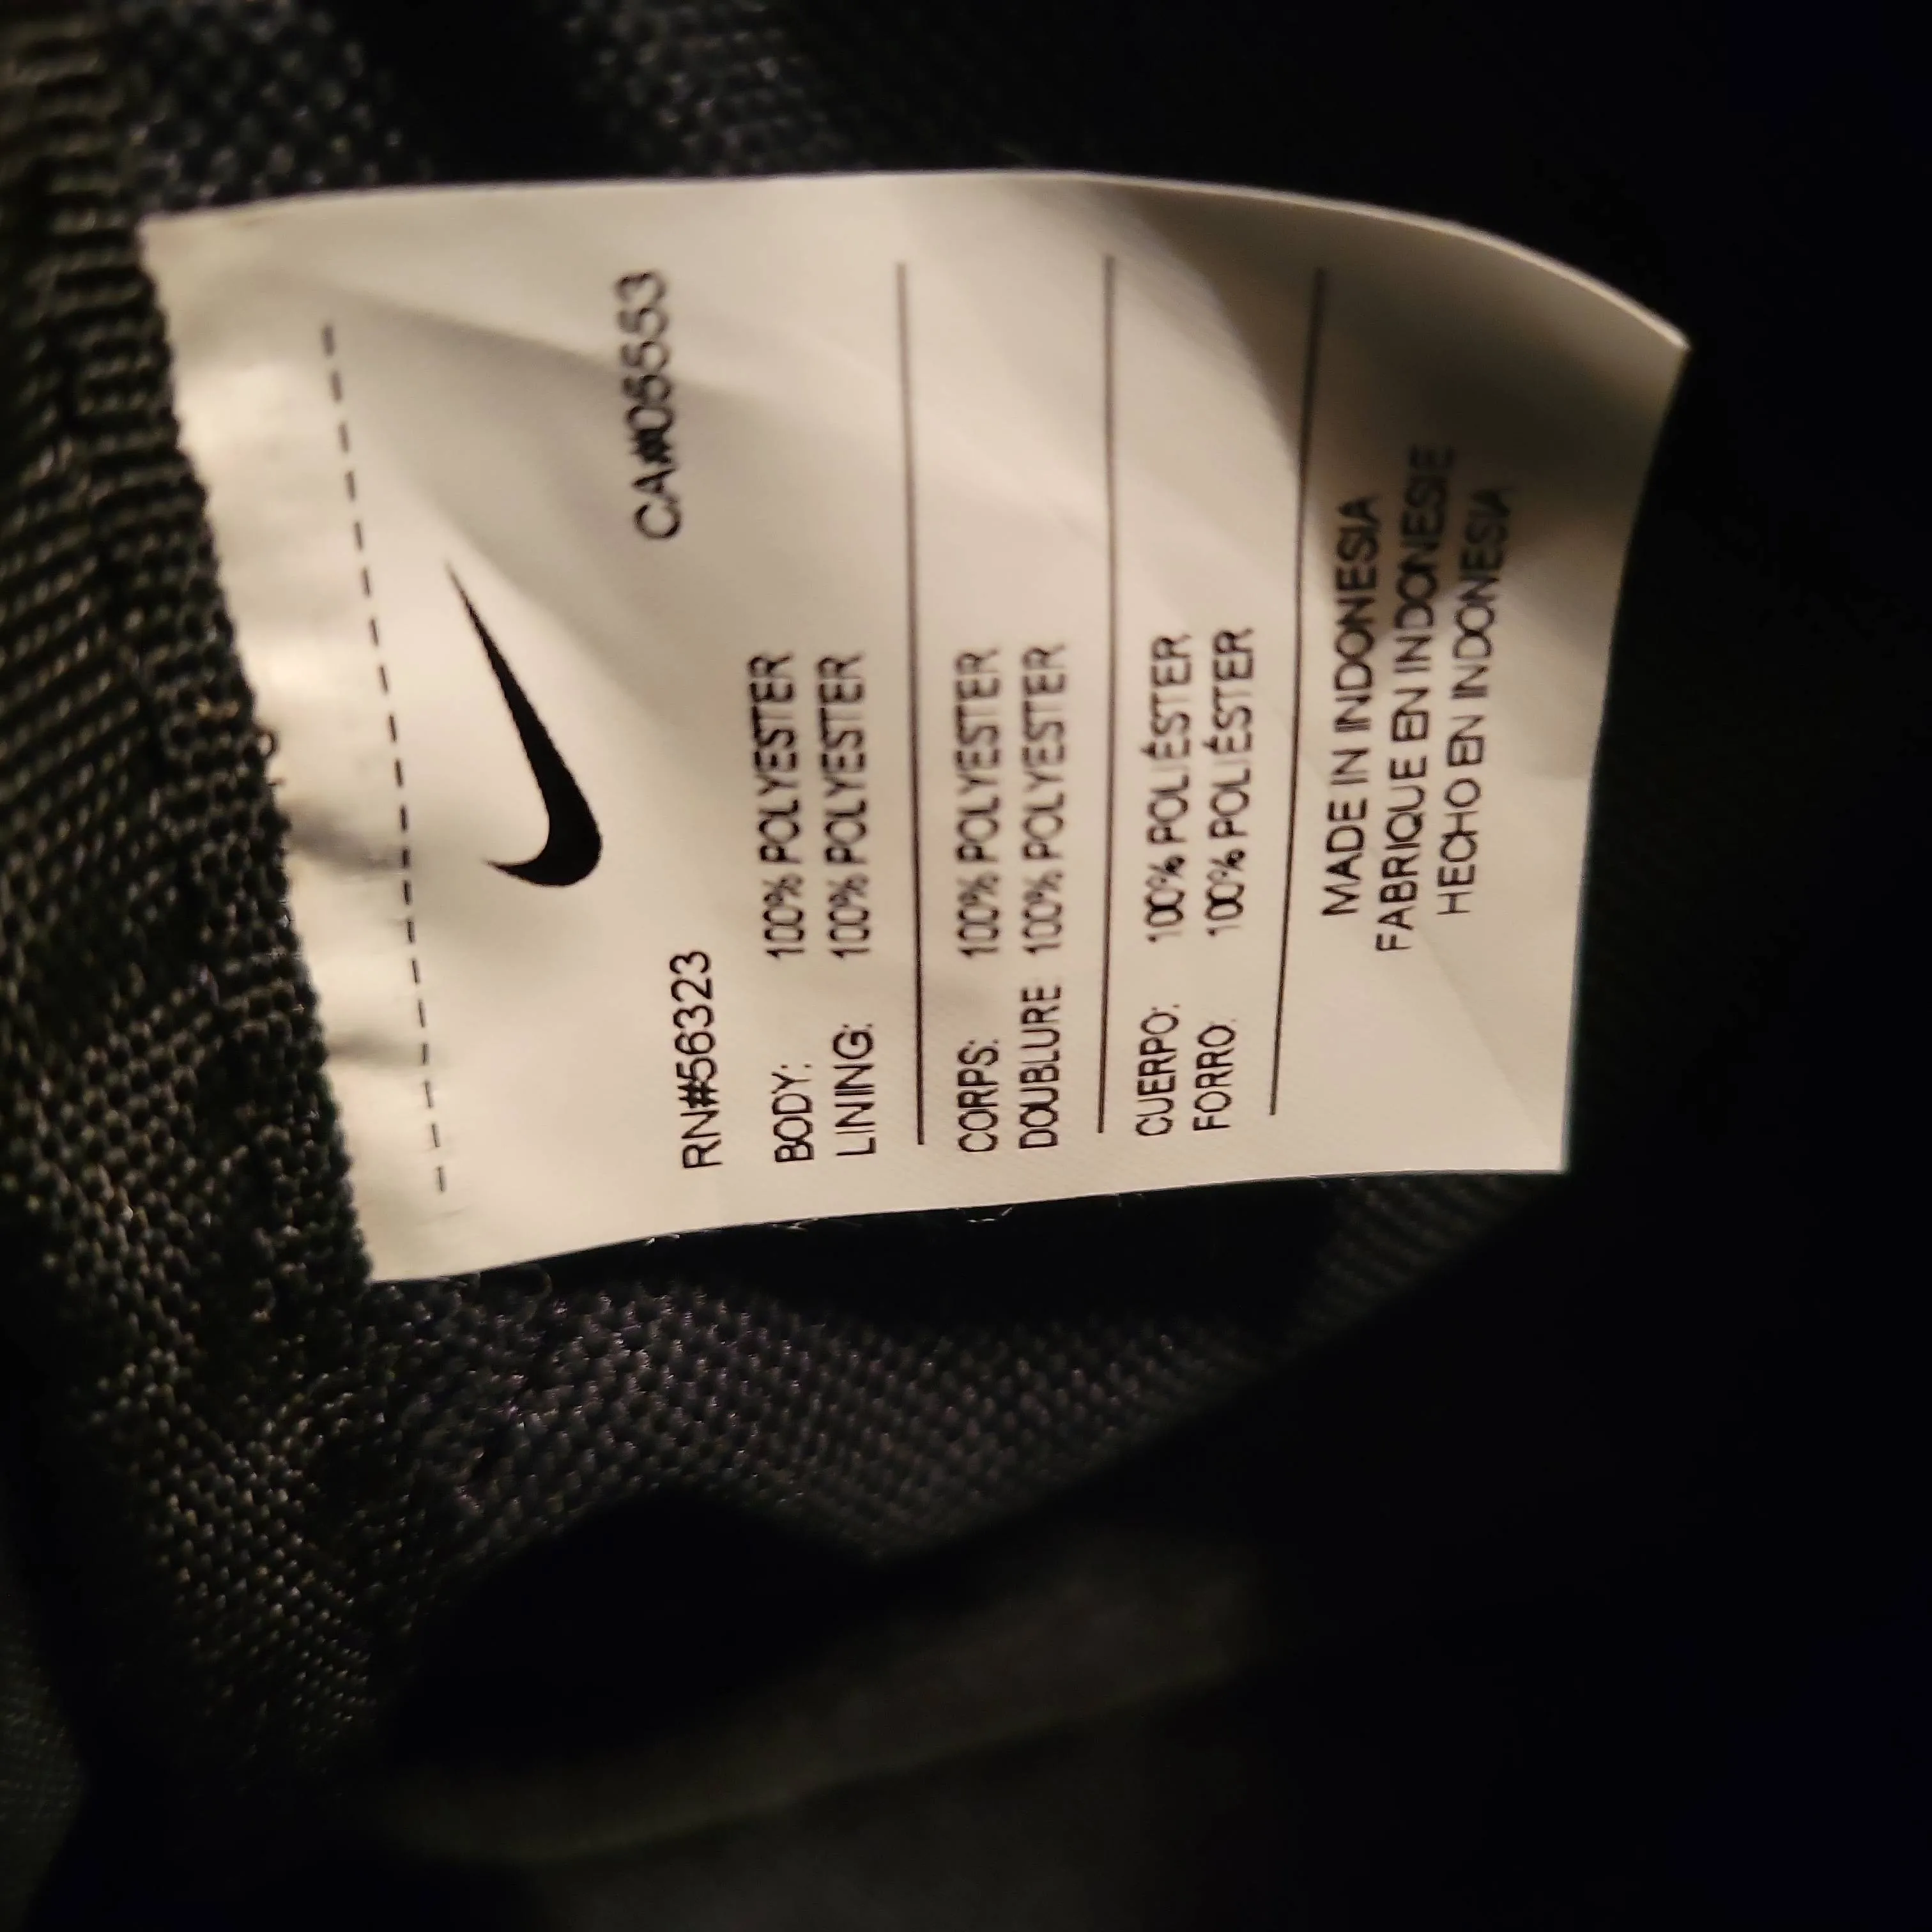 RN#56323 CA#05553
BODY: 100% POLYESTER
LINING: 100% POLYESTER
CORPS: 100% POLYESTER
DOUBLURE 100% POLYESTER
CUERPO: 100% POLIÉSTER
FORRO: 100% POLIÉSTER
MADE IN INDONESIA
FABRIQUE EN INDONESIE
HECHO EN INDONESIA